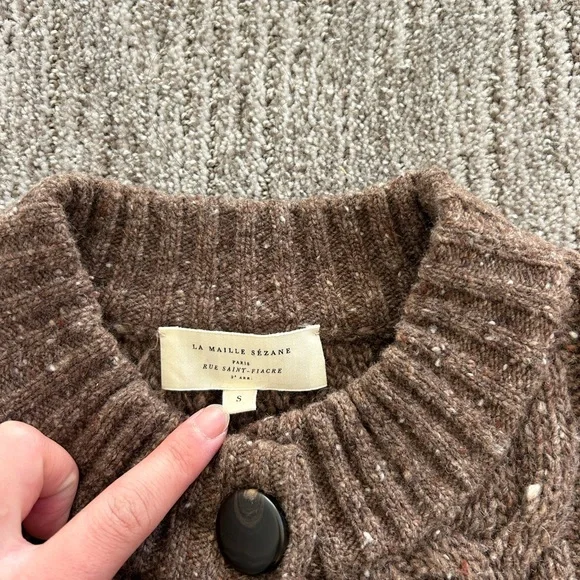 LA MAILLE SÉZANE
PARIS
RUE SAINT-FIACRE
2e ARR.
S